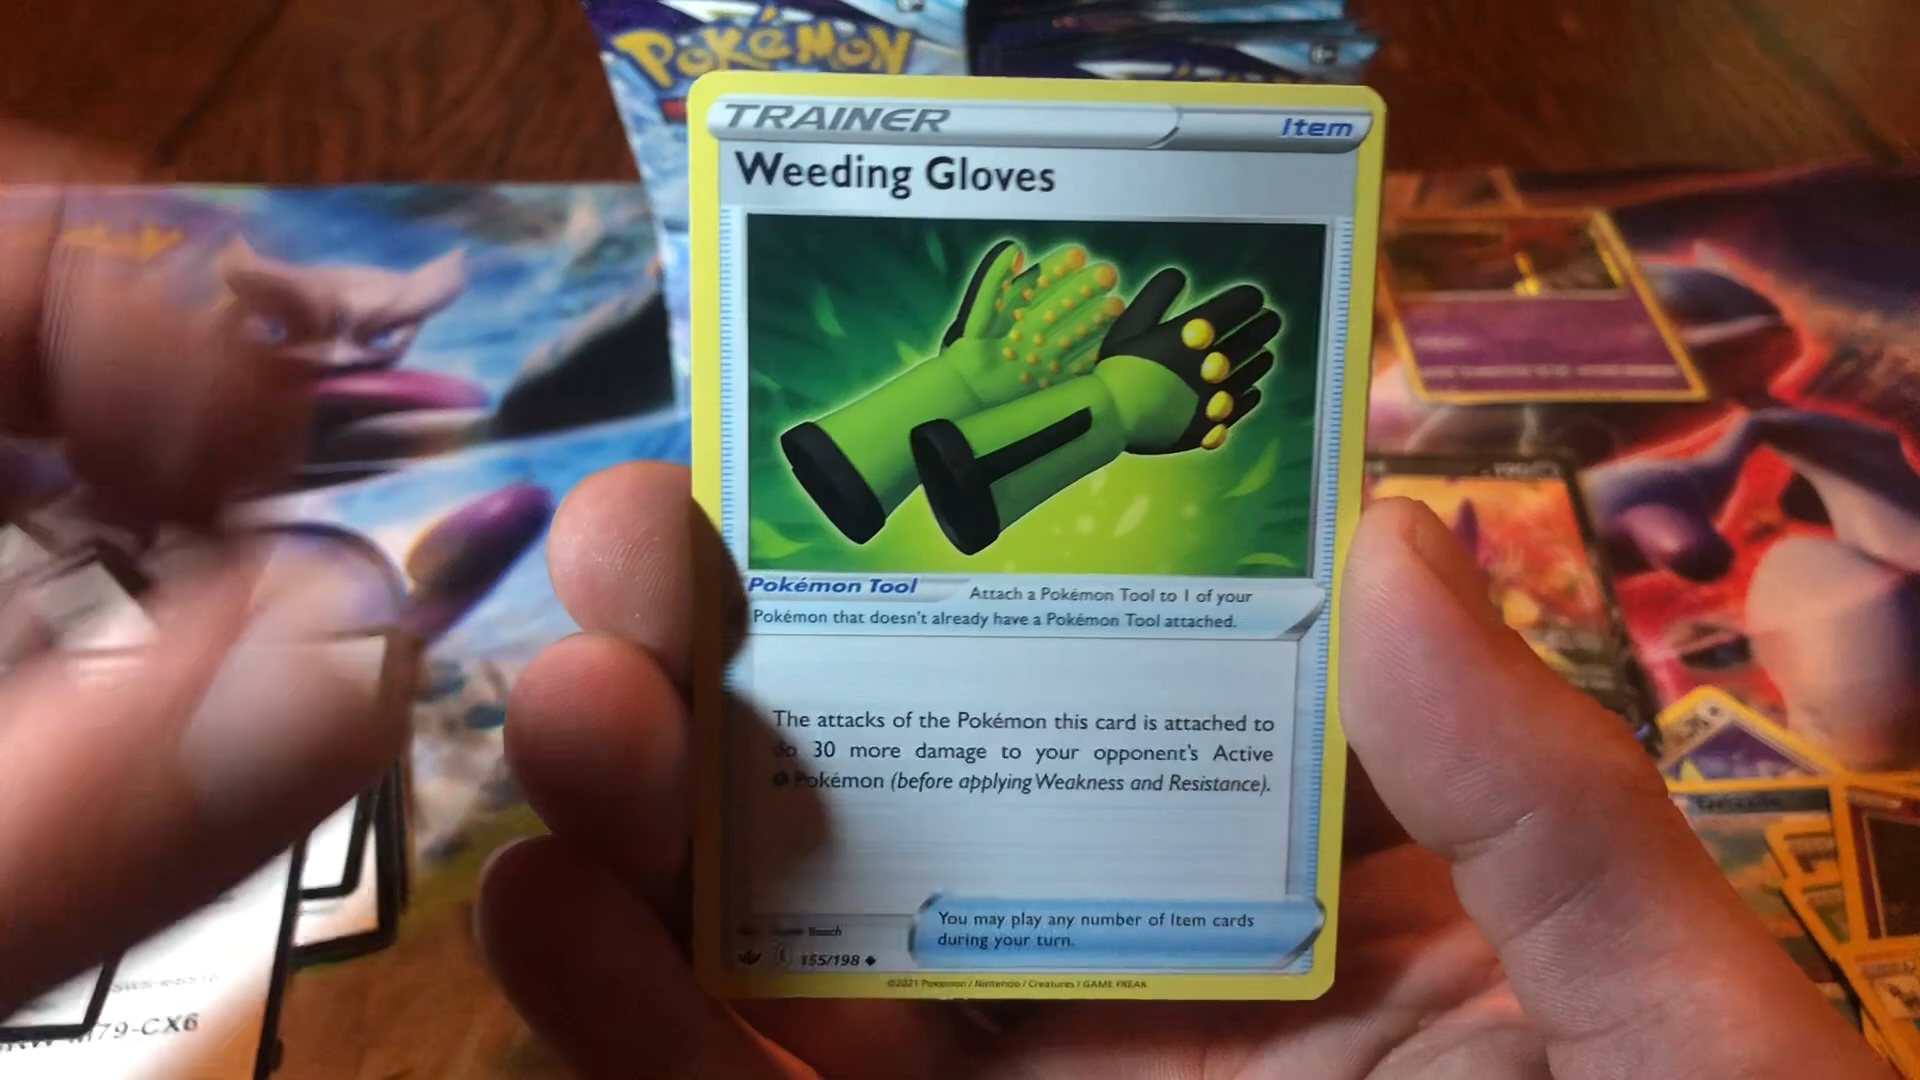 POKéMON
TRAINER
Item
Weeding Gloves
Pokémon Tool
Attach a Pokémon Tool to 1 of your
Pokémon that doesn't already have a Pokémon Tool attached.
The attacks of the Pokémon this card is attached to
do 30 more damage to your opponent's Active
Pokémon (before applying Weakness and Resistance).
You may play any number of Item cards
during your turn.
155/198
©2021 Pokémon / Nintendo / Creatures / GAME FREAK
79-CX6